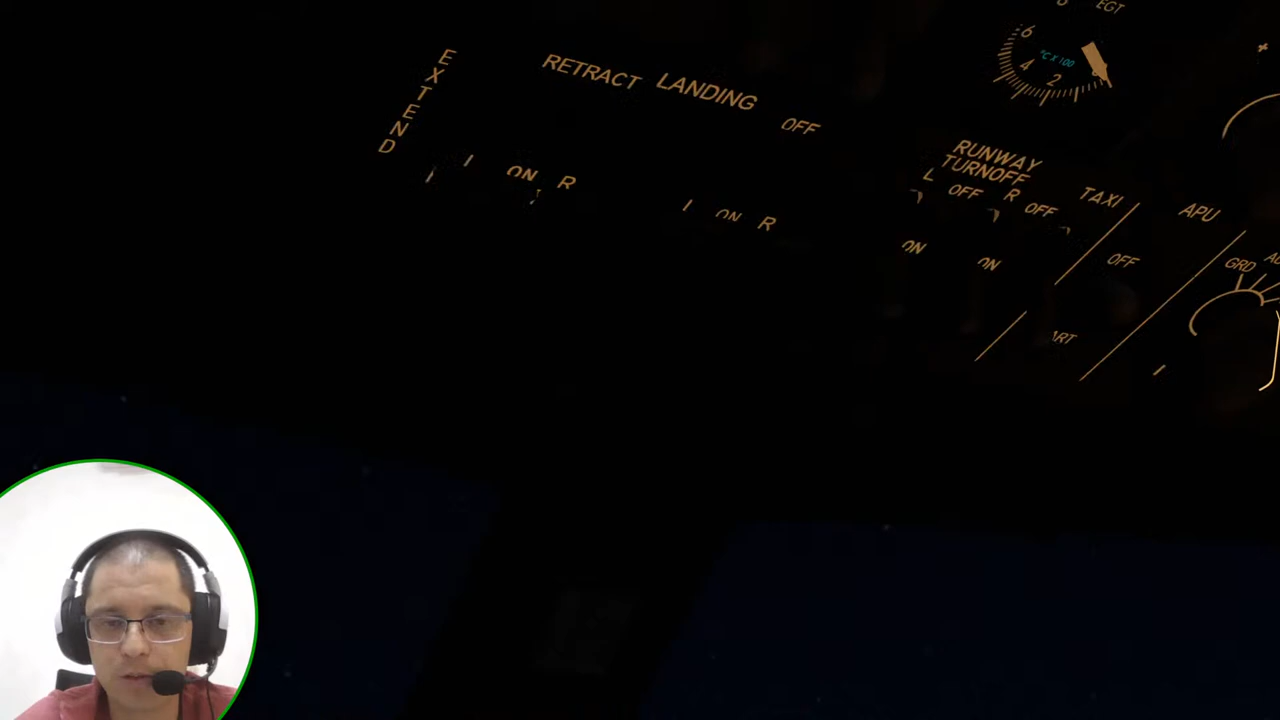 EGT
6
°C X 100
4
2
+
EXTEND
RETRACT
LANDING
OFF
ON R
ON R
RUNWAY
TURNOFF
L
OFF
R
OFF
ON
ON
TAXI
OFF
APU
GRD